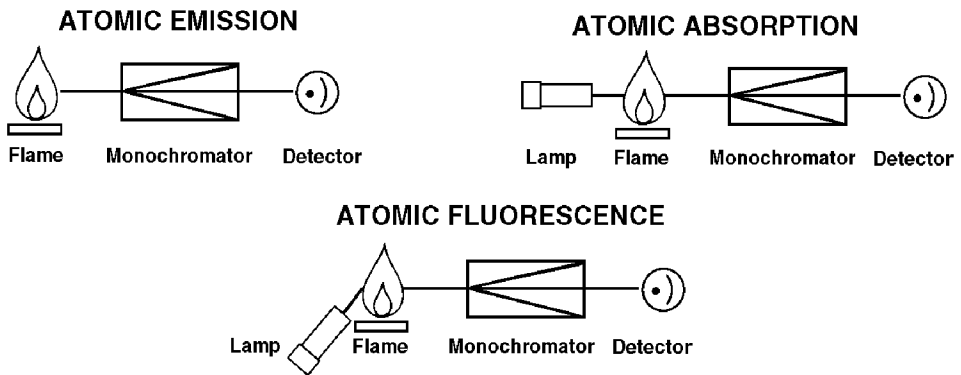 ATOMIC EMISSION
Flame Monochromator Detector
ATOMIC ABSORPTION
Lamp Flame Monochromator Detector
ATOMIC FLUORESCENCE
Lamp Flame Monochromator Detector